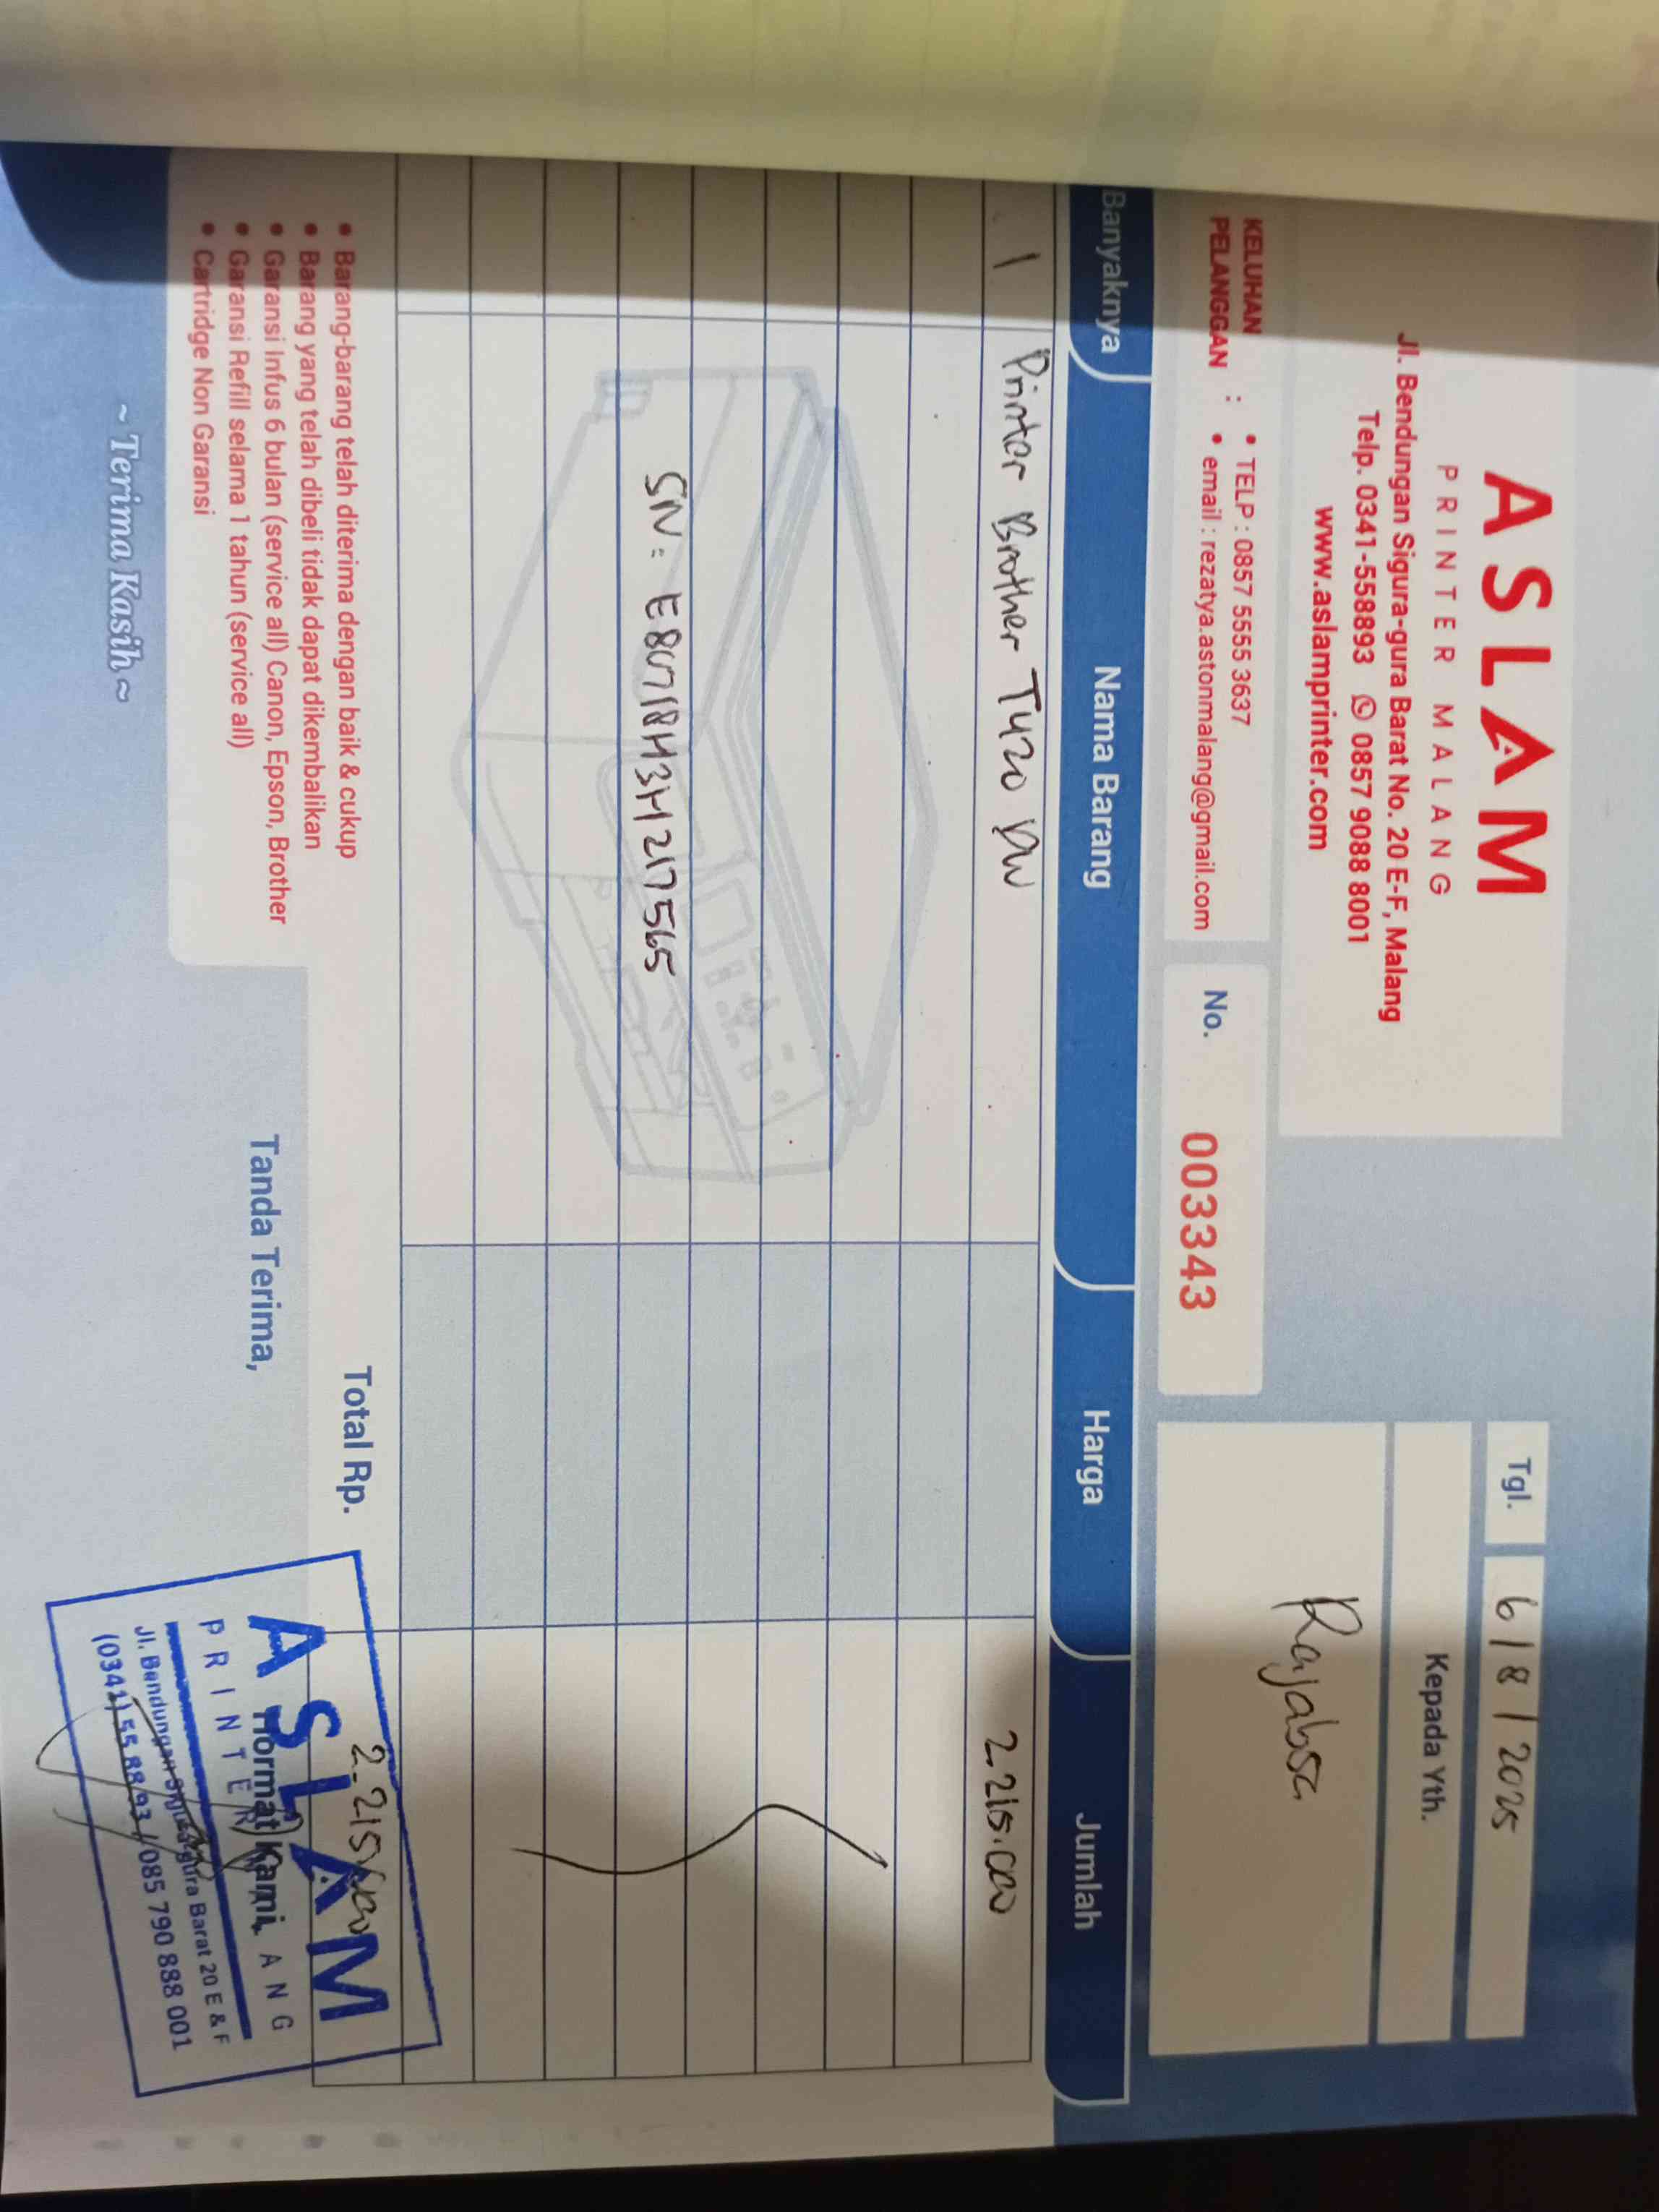 ASLAM
PRINTER MALANG
Jl. Bendungan Sigura-gura Barat No. 20 E-F, Malang
Telp. 0341-558893 0857 9088 8001
www.aslamprinter.com
Tgl. 6/8/2025
Kepada Yth.
Rajabsa
KELUHAN PELANGGAN :
• TELP : 0857 5555 3637
• email : rezatya.astonmalang@gmail.com
No. 003343
Banyaknya Nama Barang Harga Jumlah
1 Printer Brother T420 DW 2.215.000
SN: E80718H3H217565
Total Rp. 2.215.000
• Barang-barang telah diterima dengan baik & cukup
• Barang yang telah dibeli tidak dapat dikembalikan
• Garansi Infus 6 bulan (service all) Canon, Epson, Brother
• Garansi Refill selama 1 tahun (service all)
• Cartridge Non Garansi
~ Terima Kasih ~
Tanda Terima,
Hormat Kami,
ASLAM
PRINTER MALANG
Jl. Bendungan Sigura-gura Barat 20 E & F
(0341) 55 88 93 / 085 790 888 001